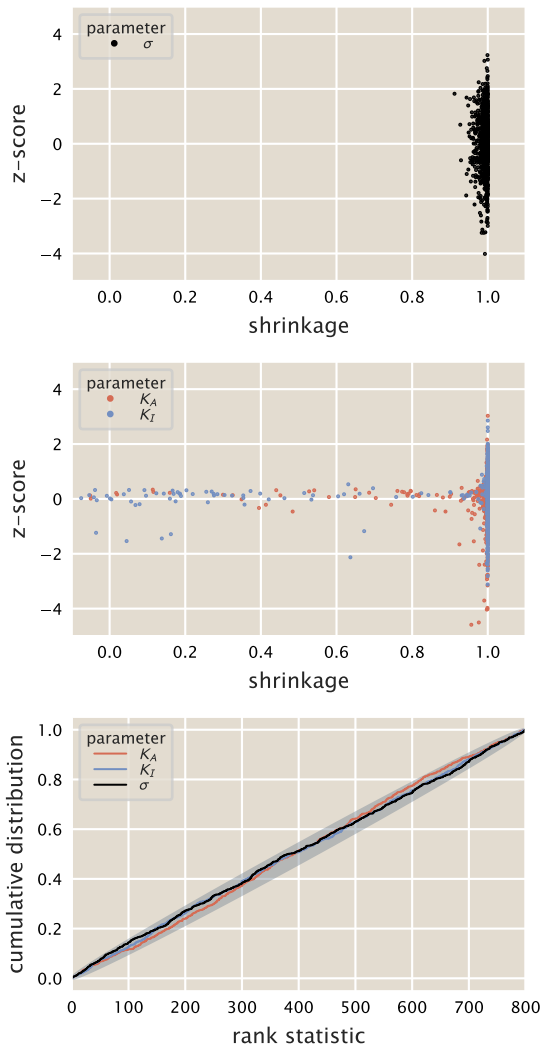 parameter
σ
4
2
0
−2
−4
z−score
0.0 0.2 0.4 0.6 0.8 1.0
shrinkage
parameter
K_A
K_I
4
2
0
−2
−4
z−score
0.0 0.2 0.4 0.6 0.8 1.0
shrinkage
parameter
K_A
K_I
σ
1.0
0.8
0.6
0.4
0.2
0.0
cumulative distribution
0 100 200 300 400 500 600 700 800
rank statistic